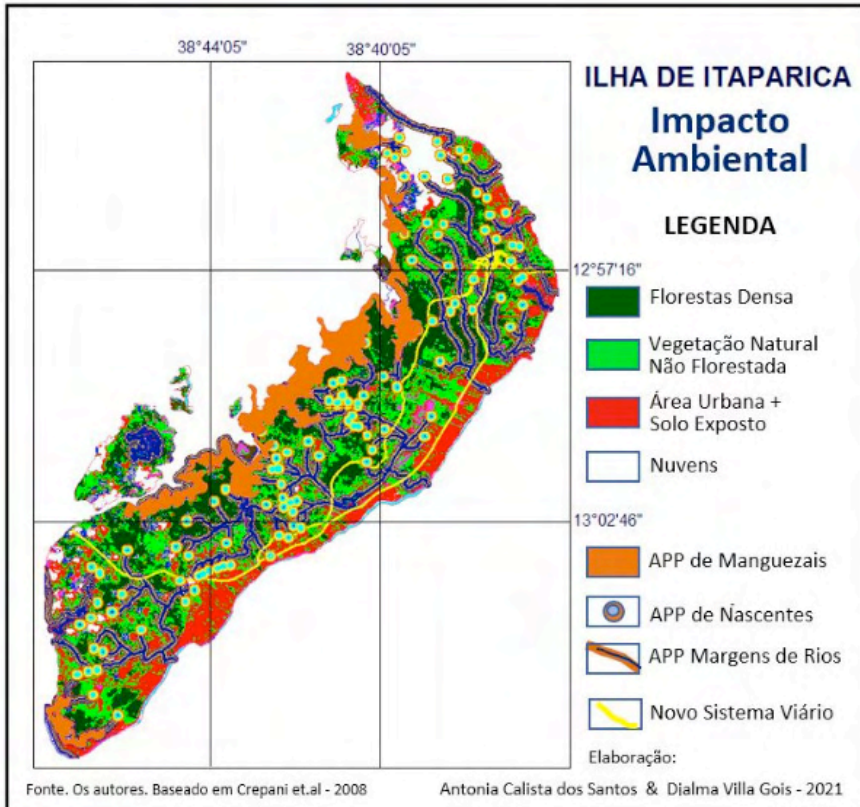 38°44'05" 38°40'05"
ILHA DE ITAPARICA
Impacto
Ambiental
LEGENDA
12°57'16"
Florestas Densa
Vegetação Natural
Não Florestada
Área Urbana +
Solo Exposto
Nuvens
13°02'46"
APP de Manguezais
APP de Nascentes
APP Margens de Rios
Novo Sistema Viário
Elaboração:
Fonte. Os autores. Baseado em Crepani et.al - 2008
Antonia Calista dos Santos & Djalma Villa Gois - 2021